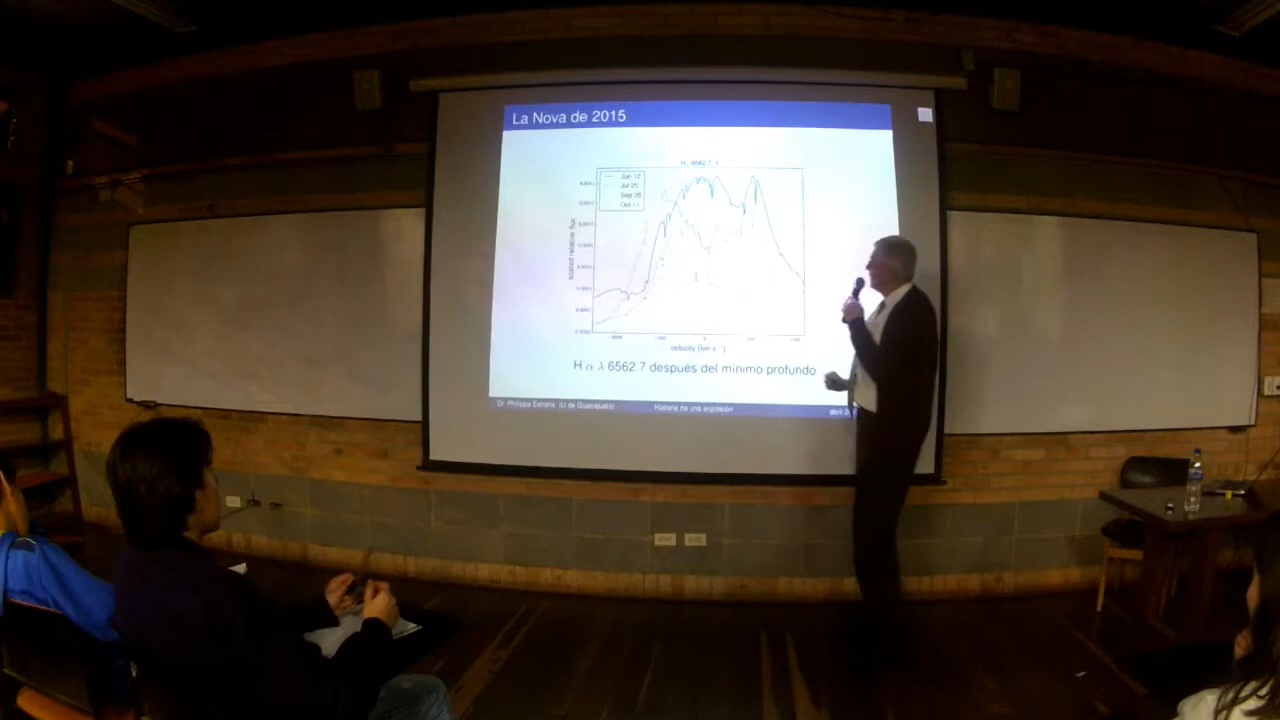 La Nova de 2015
Jun 12
Jul 25
Sep 28
Oct 11
scaled relative flux
velocity [km s⁻¹]
H α λ 6562.7 después del mínimo profundo
Dr. Philippe (U de Guanajuato)
Historia de una explosión
abril